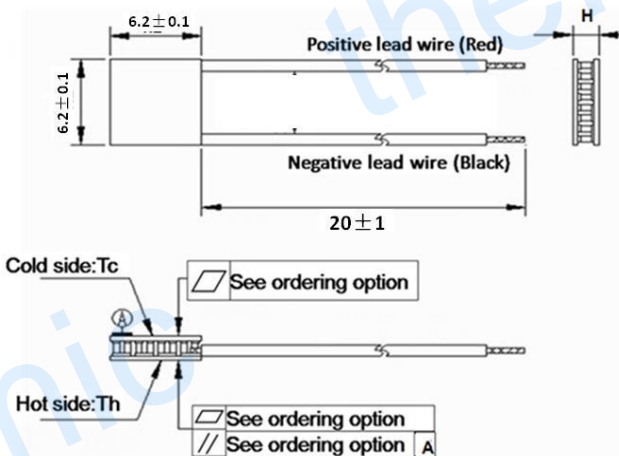 6.2±0.1
H
Positive lead wire (Red)
6.2±0.1
Negative lead wire (Black)
20±1
Cold side:Tc
See ordering option
A
Hot side:Th
See ordering option
// See ordering option A